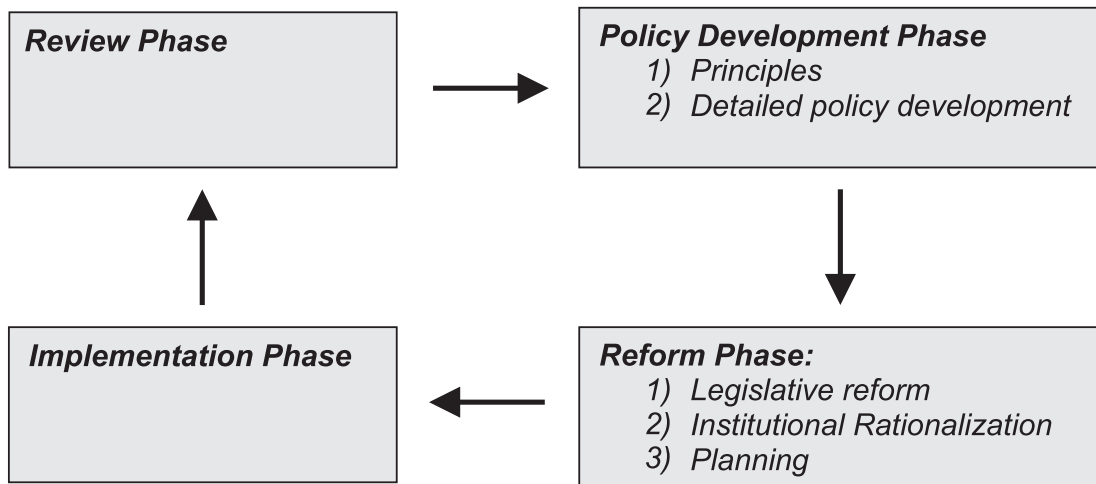 Review Phase
Policy Development Phase
1) Principles
2) Detailed policy development
Implementation Phase
Reform Phase:
1) Legislative reform
2) Institutional Rationalization
3) Planning